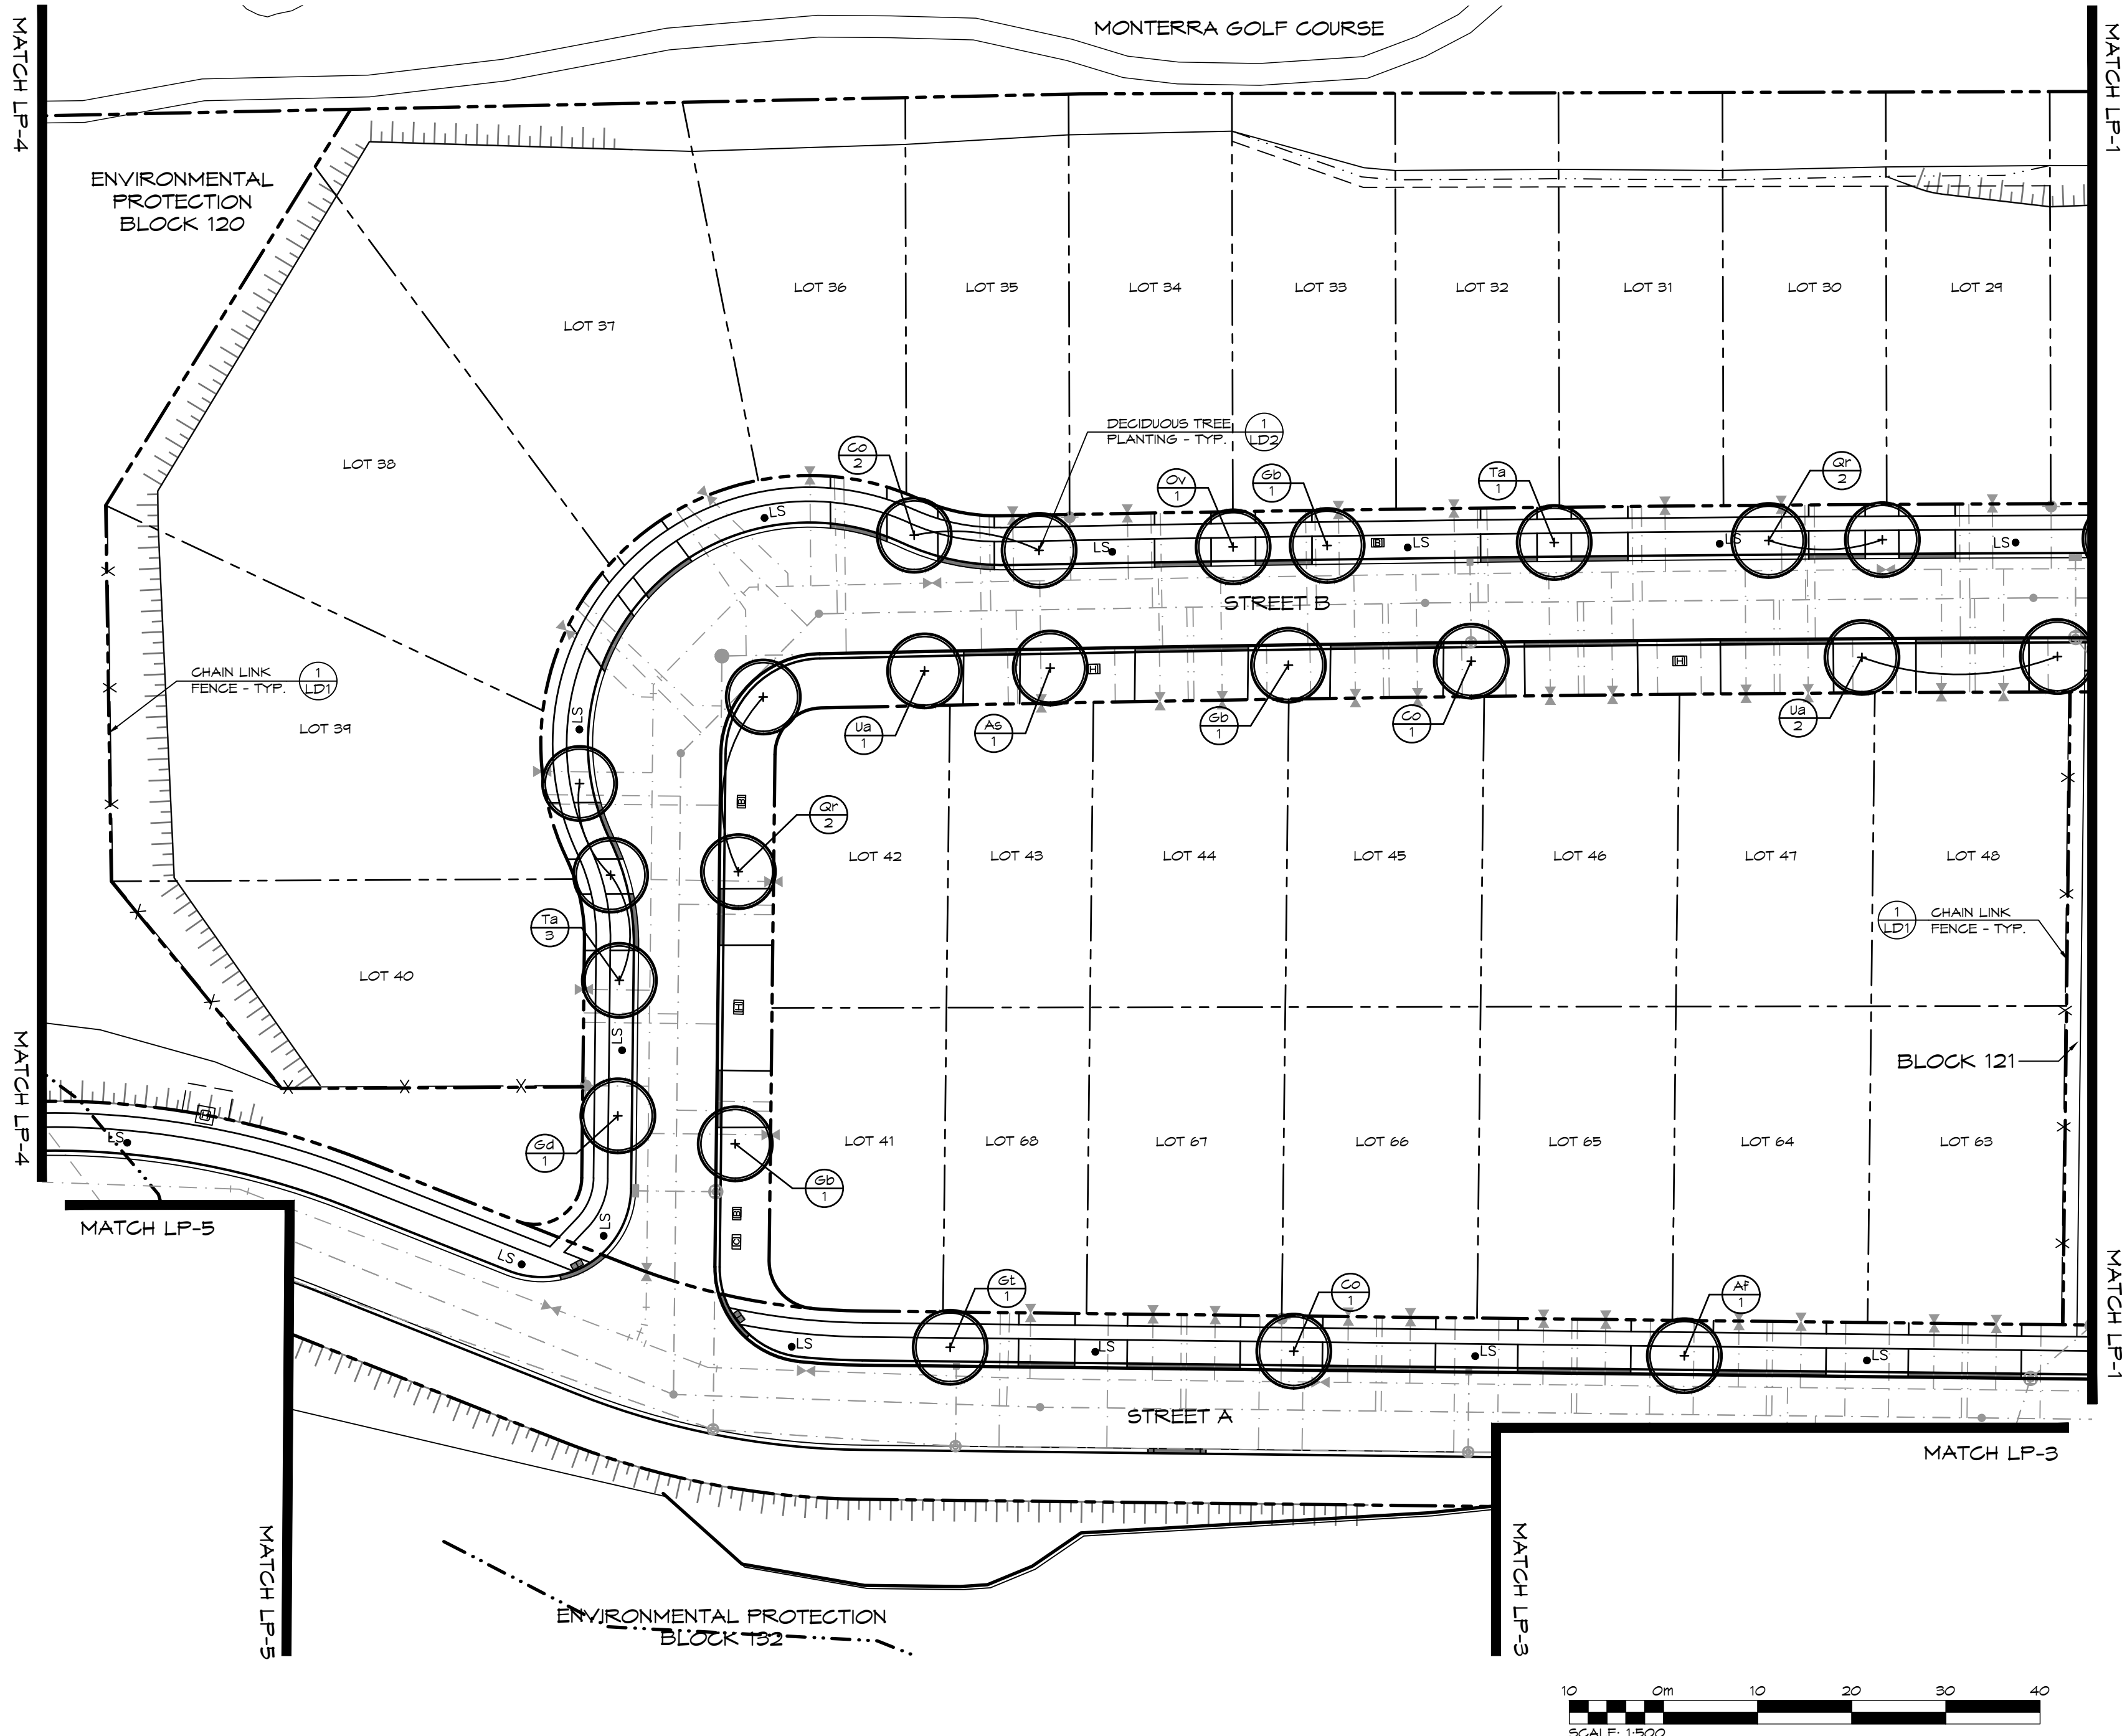 MONTERRA GOLF COURSE
MATCH LP-4
MATCH LP-1
ENVIRONMENTAL
PROTECTION
BLOCK 120
LOT 36
LOT 35
LOT 34
LOT 33
LOT 32
LOT 31
LOT 30
LOT 29
LOT 37
LOT 38
DECIDUOUS TREE
PLANTING - TYP.
1
LD2
Co
2
Ov
1
Gb
1
Ta
1
Qr
2
LS
LS
LS
LS
LS
STREET B
CHAIN LINK
FENCE - TYP.
1
LD1
LOT 39
LS
Ua
1
As
1
Gb
1
Co
1
Ua
2
Qr
2
LOT 42
LOT 43
LOT 44
LOT 45
LOT 46
LOT 47
LOT 48
Ta
3
1
LD1
CHAIN LINK
FENCE - TYP.
LOT 40
LS
BLOCK 121
MATCH LP-4
LS
Gd
1
Gb
1
LOT 41
LOT 68
LOT 67
LOT 66
LOT 65
LOT 64
LOT 63
MATCH LP-5
LS
LS
Gt
1
Co
1
Af
1
LS
LS
LS
LS
MATCH LP-1
STREET A
MATCH LP-3
MATCH LP-5
MATCH LP-3
ENVIRONMENTAL PROTECTION
BLOCK 132
10 0m 10 20 30 40
SCALE: 1:500